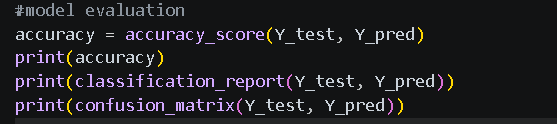 #model evaluation
accuracy = accuracy_score(Y_test, Y_pred)
print(accuracy)
print(classification_report(Y_test, Y_pred))
print(confusion_matrix(Y_test, Y_pred))